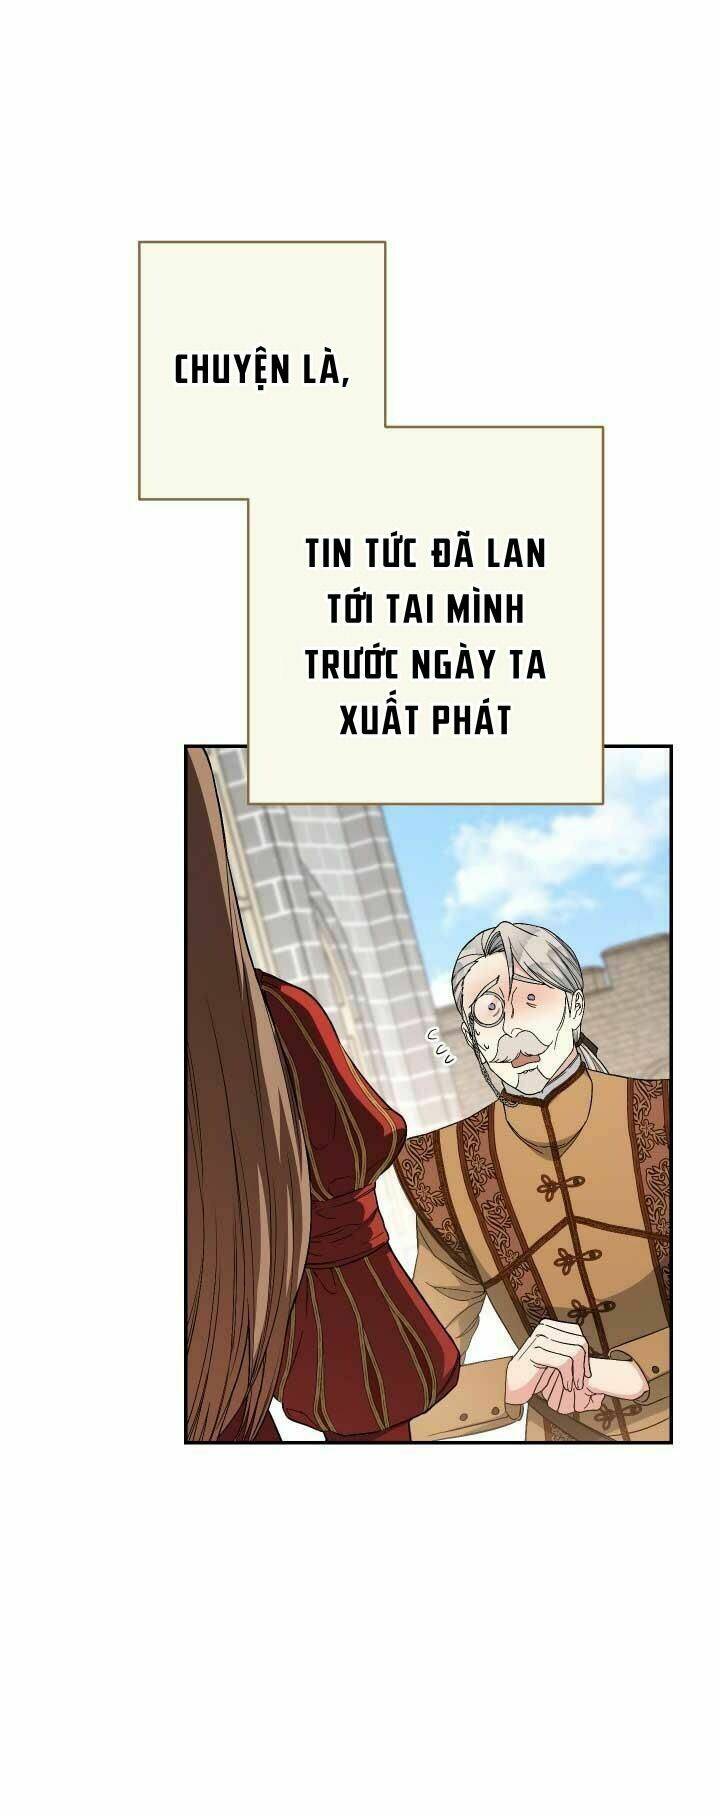 CHUYỆN LÀ,
TIN TỨC ĐÃ LAN
TỚI TAI MÌNH
TRƯỚC NGÀY TA
XUẤT PHÁT